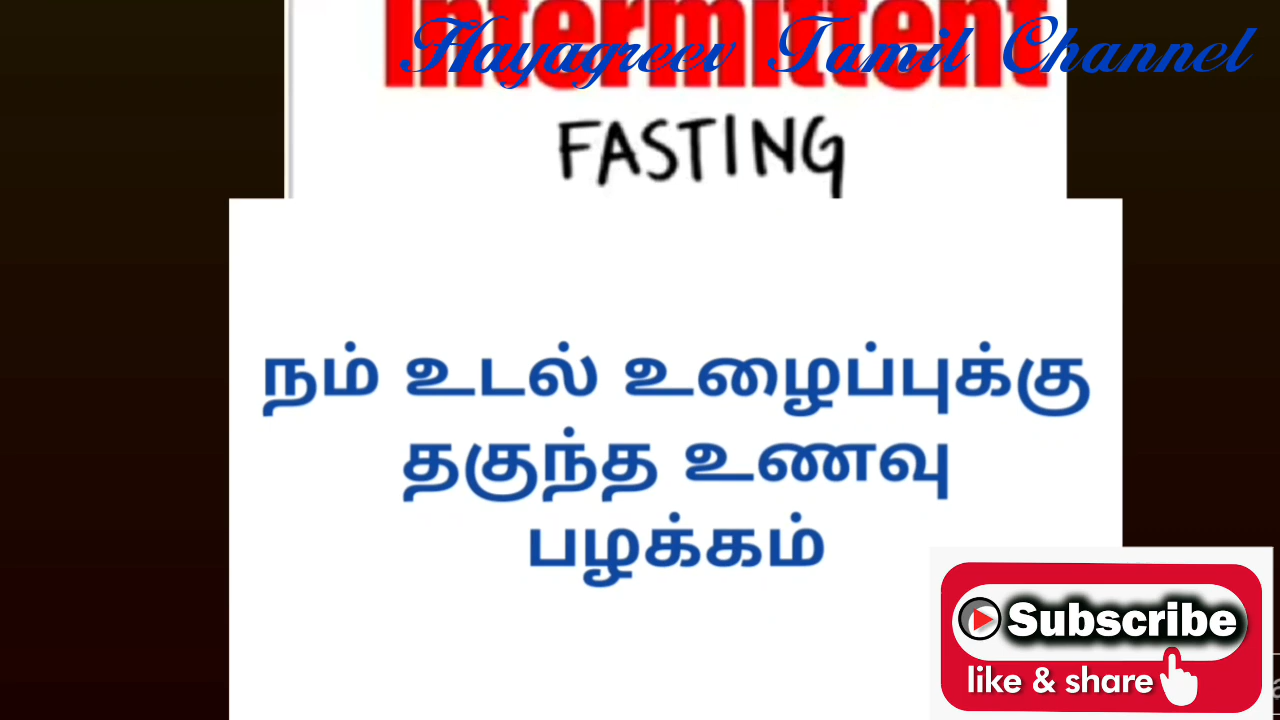 Intermittent
Hayagreev Tamil Channel
FASTING
நம் உடல் உழைப்புக்கு
தகுந்த உணவு
பழக்கம்
Subscribe
like & share